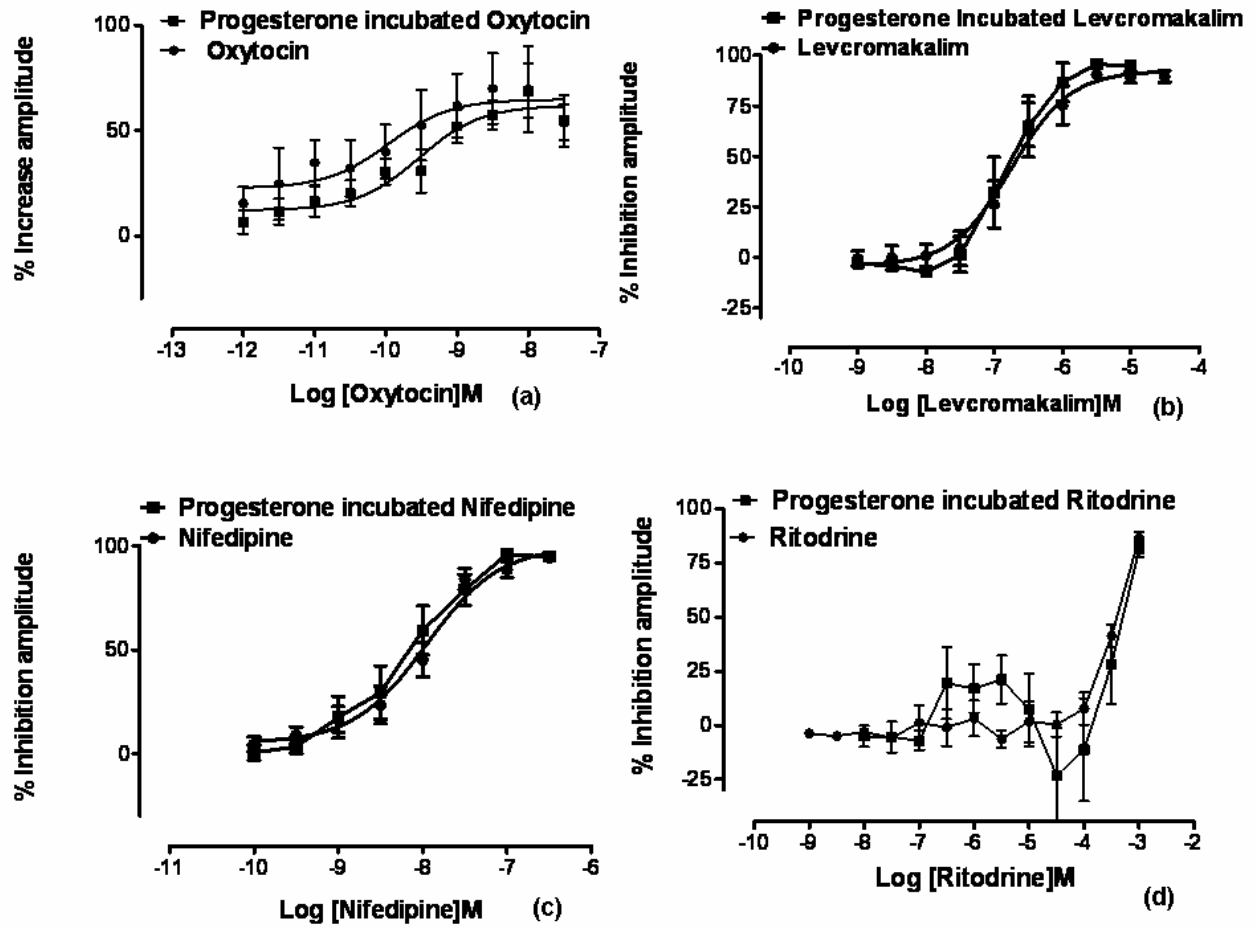 Progesterone incubated Oxytocin
Oxytocin
% Increase amplitude
100
50
0
-13 -12 -11 -10 -9 -8 -7
Log [Oxytocin]M (a)
Progesterone Incubated Levcromakalim
Levcromakalim
% Inhibition amplitude
100
75
50
25
0
-25
-10 -9 -8 -7 -6 -5 -4
Log [Levcromakalim]M (b)
Progesterone incubated Nifedipine
Nifedipine
% Inhibition amplitude
100
50
0
-11 -10 -9 -8 -7 -6
Log [Nifedipine]M (c)
Progesterone incubated Ritodrine
Ritodrine
% Inhibition amplitude
100
75
50
25
0
-25
-10 -9 -8 -7 -6 -5 -4 -3 -2
Log [Ritodrine]M (d)